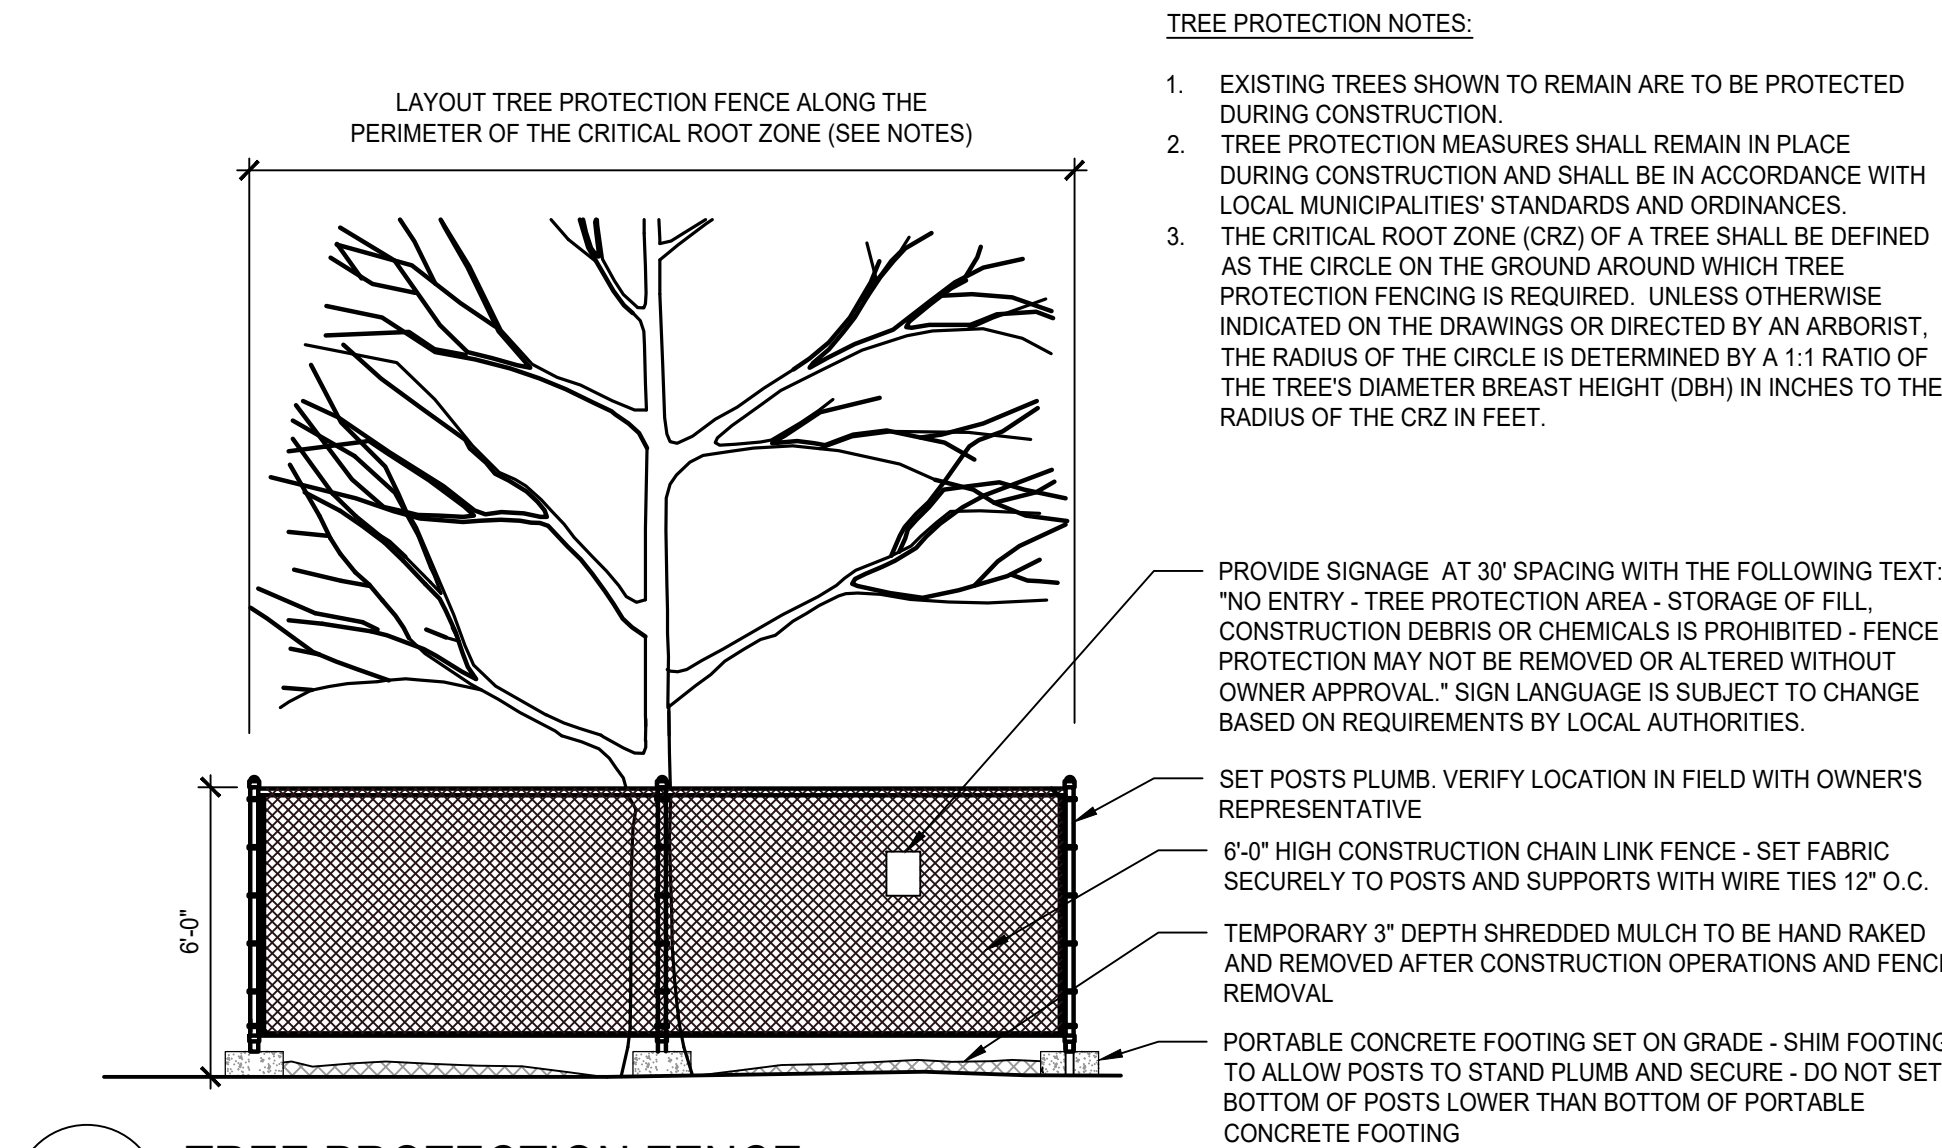 TREE PROTECTION NOTES:
1. EXISTING TREES SHOWN TO REMAIN ARE TO BE PROTECTED
DURING CONSTRUCTION.
2. TREE PROTECTION MEASURES SHALL REMAIN IN PLACE
DURING CONSTRUCTION AND SHALL BE IN ACCORDANCE WITH
LOCAL MUNICIPALITIES' STANDARDS AND ORDINANCES.
3. THE CRITICAL ROOT ZONE (CRZ) OF A TREE SHALL BE DEFINED
AS THE CIRCLE ON THE GROUND AROUND WHICH TREE
PROTECTION FENCING IS REQUIRED. UNLESS OTHERWISE
INDICATED ON THE DRAWINGS OR DIRECTED BY AN ARBORIST,
THE RADIUS OF THE CIRCLE IS DETERMINED BY A 1:1 RATIO OF
THE TREE'S DIAMETER BREAST HEIGHT (DBH) IN INCHES TO THE
RADIUS OF THE CRZ IN FEET.
LAYOUT TREE PROTECTION FENCE ALONG THE
PERIMETER OF THE CRITICAL ROOT ZONE (SEE NOTES)
PROVIDE SIGNAGE AT 30' SPACING WITH THE FOLLOWING TEXT:
"NO ENTRY - TREE PROTECTION AREA - STORAGE OF FILL,
CONSTRUCTION DEBRIS OR CHEMICALS IS PROHIBITED - FENCE
PROTECTION MAY NOT BE REMOVED OR ALTERED WITHOUT
OWNER APPROVAL." SIGN LANGUAGE IS SUBJECT TO CHANGE
BASED ON REQUIREMENTS BY LOCAL AUTHORITIES.
SET POSTS PLUMB. VERIFY LOCATION IN FIELD WITH OWNER'S
REPRESENTATIVE
6'-0" HIGH CONSTRUCTION CHAIN LINK FENCE - SET FABRIC
SECURELY TO POSTS AND SUPPORTS WITH WIRE TIES 12" O.C.
6'-0"
TEMPORARY 3" DEPTH SHREDDED MULCH TO BE HAND RAKED
AND REMOVED AFTER CONSTRUCTION OPERATIONS AND FENCE
REMOVAL
PORTABLE CONCRETE FOOTING SET ON GRADE - SHIM FOOTING
TO ALLOW POSTS TO STAND PLUMB AND SECURE - DO NOT SET
BOTTOM OF POSTS LOWER THAN BOTTOM OF PORTABLE
CONCRETE FOOTING
TREE PROTECTION FENCE